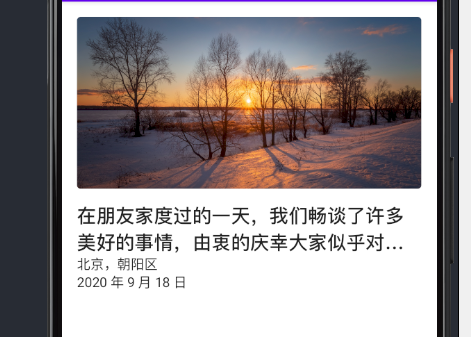 在朋友家度过的一天，我们畅谈了许多
美好的事情，由衷的庆幸大家似乎对…
北京，朝阳区
2020 年 9 月 18 日